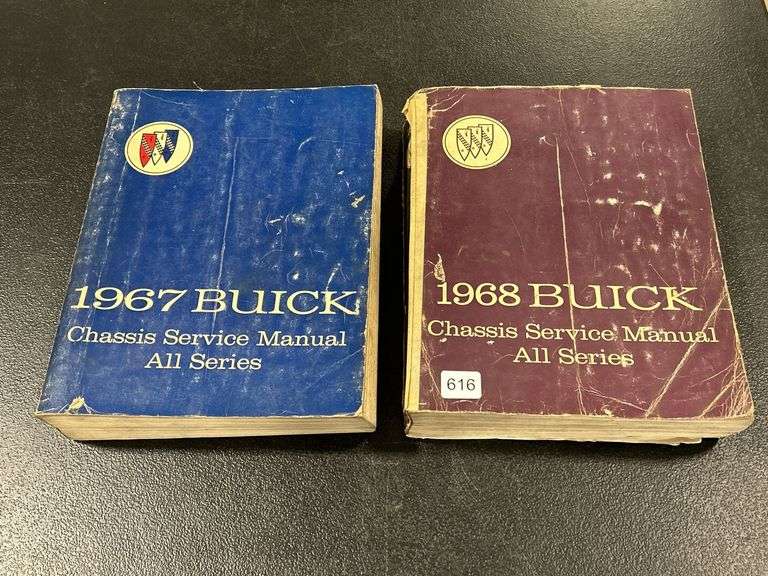 1967 BUICK
Chassis Service Manual
All Series
1968 BUICK
Chassis Service Manual
All Series
616